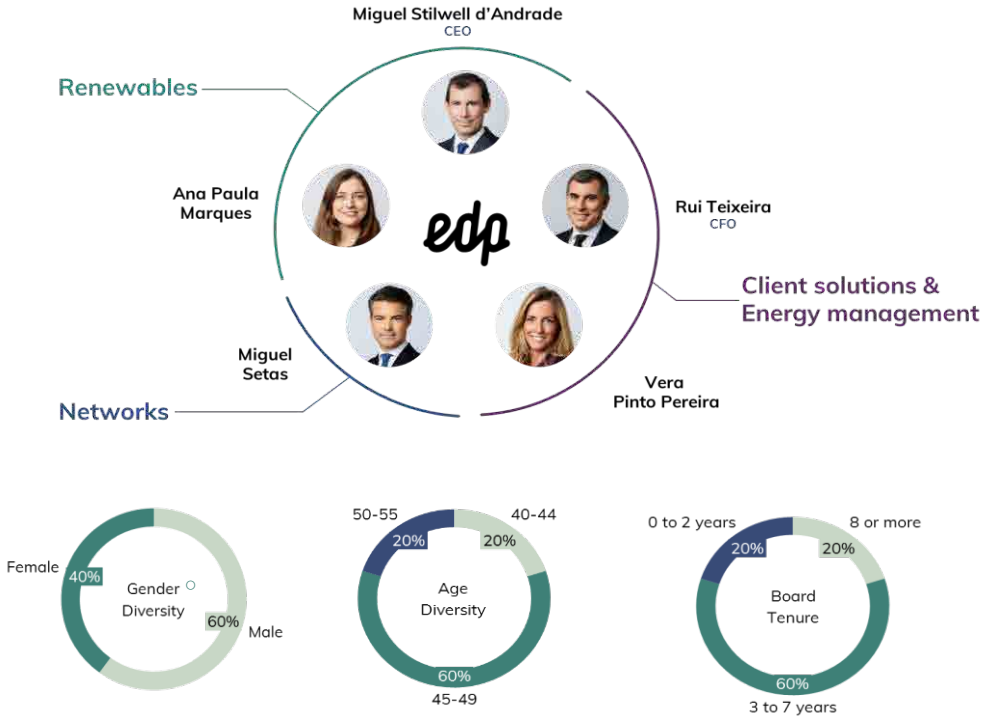 Miguel Stilwell d'Andrade
CEO
Renewables
Ana Paula
Marques
edp
Rui Teixeira
CFO
Client solutions &
Energy management
Miguel
Setas
Vera
Pinto Pereira
Networks
Female
40%
Gender
Diversity
60%
Male
50-55
40-44
20%
20%
Age
Diversity
60%
45-49
0 to 2 years
8 or more
20%
20%
Board
Tenure
60%
3 to 7 years